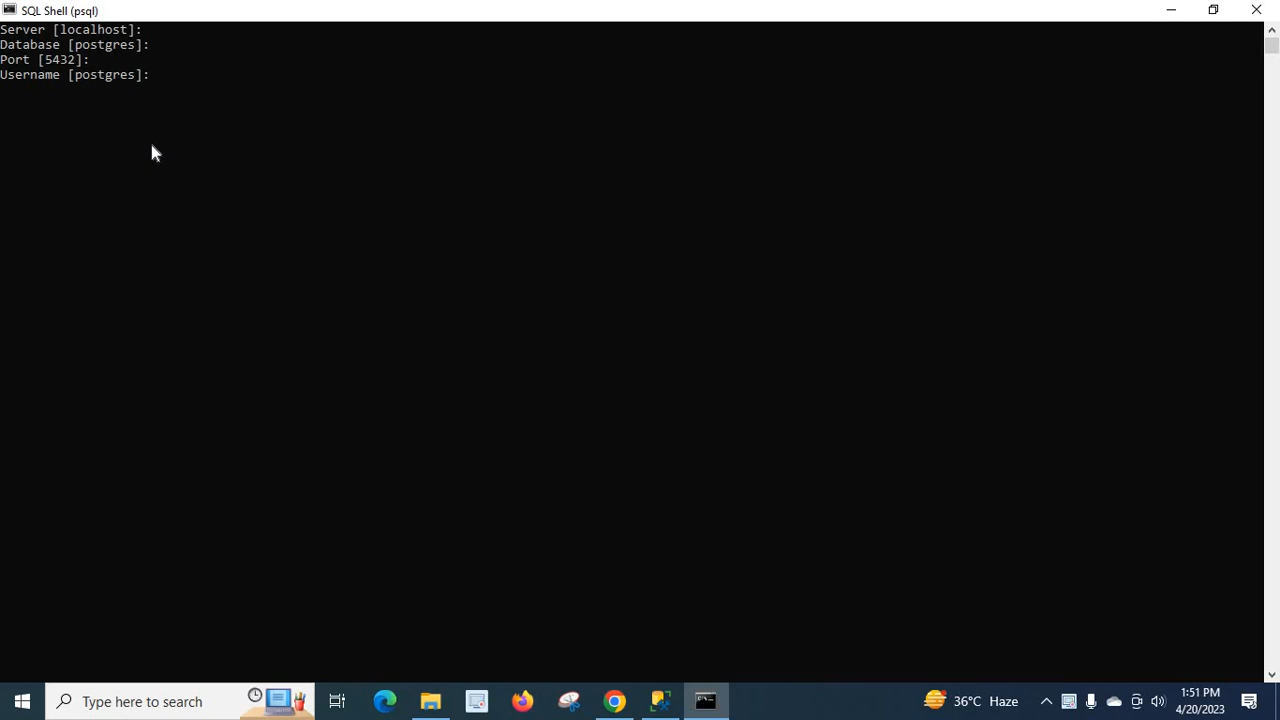 SQL Shell (psql)
Server [localhost]:
Database [postgres]:
Port [5432]:
Username [postgres]:
Type here to search
36°C Haze
1:51 PM
4/20/2023